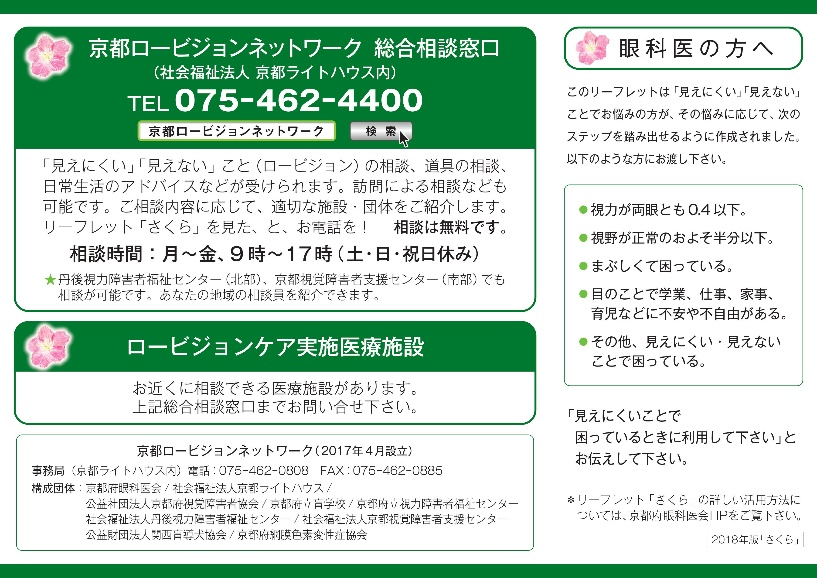 京都ロービジョンネットワーク 総合相談窓口
（社会福祉法人 京都ライトハウス内）
TEL 075-462-4400
京都ロービジョンネットワーク 検索
「見えにくい」「見えない」こと（ロービジョン）の相談、道具の相談、
日常生活のアドバイスなどが受けられます。訪問による相談なども
可能です。ご相談内容に応じて、適切な施設・団体をご紹介します。
リーフレット「さくら」を見た、と、お電話を！ 相談は無料です。
相談時間：月〜金、９時〜17時（土・日・祝日休み）
★丹後視力障害者福祉センター（北部）、京都視覚障害者支援センター（南部）でも
相談が可能です。あなたの地域の相談員を紹介できます。
ロービジョンケア実施医療施設
お近くに相談できる医療施設があります。
上記総合相談窓口までお問い合せ下さい。
京都ロービジョンネットワーク（2017年４月設立）
事務局（京都ライトハウス内）電話：075-462-0808 FAX：075-462-0885
構成団体：京都府眼科医会 / 社会福祉法人京都ライトハウス /
公益社団法人京都府視覚障害者協会 / 京都府立盲学校 / 京都府立視力障害者福祉センター
社会福祉法人丹後視力障害者福祉センター / 社会福祉法人京都視覚障害者支援センター
公益財団法人関西盲導犬協会 / 京都府網膜色素変性症協会
眼科医の方へ
このリーフレットは「見えにくい」「見えない」
ことでお悩みの方が、その悩みに応じて、次の
ステップを踏み出せるように作成されました。
以下のような方にお渡し下さい。
●視力が両眼とも0.4以下。
●視野が正常のおよそ半分以下。
●まぶしくて困っている。
●目のことで学業、仕事、家事、
育児などに不安や不自由がある。
●その他、見えにくい・見えない
ことで困っている。
「見えにくいことで
困っているときに利用して下さい」と
お伝えして下さい。
＊リーフレット「さくら」の詳しい活用方法に
ついては、京都府眼科医会HPをご覧下さい。
2018年版「さくら」